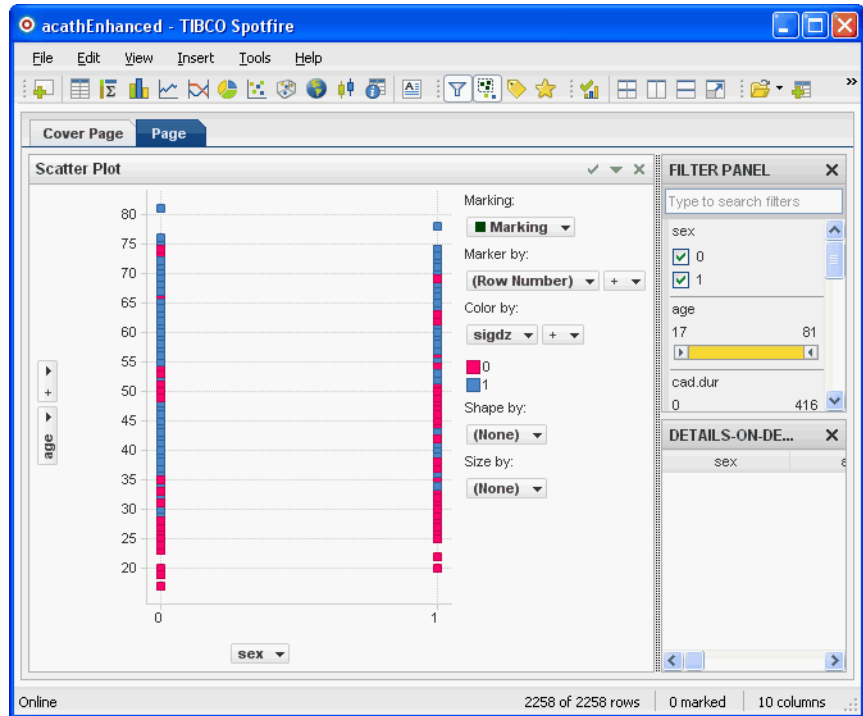 acathEnhanced - TIBCO Spotfire
File Edit View Insert Tools Help
Cover Page Page
Scatter Plot
80
75
70
65
60
55
50
45
40
35
30
25
20
+
age
0 1
sex
Marking:
Marking
Marker by:
(Row Number) +
Color by:
sigdz +
0
1
Shape by:
(None)
Size by:
(None)
FILTER PANEL
Type to search filters
sex
0
1
age
17 81
cad.dur
0 416
DETAILS-ON-DE...
sex
Online 2258 of 2258 rows 0 marked 10 columns